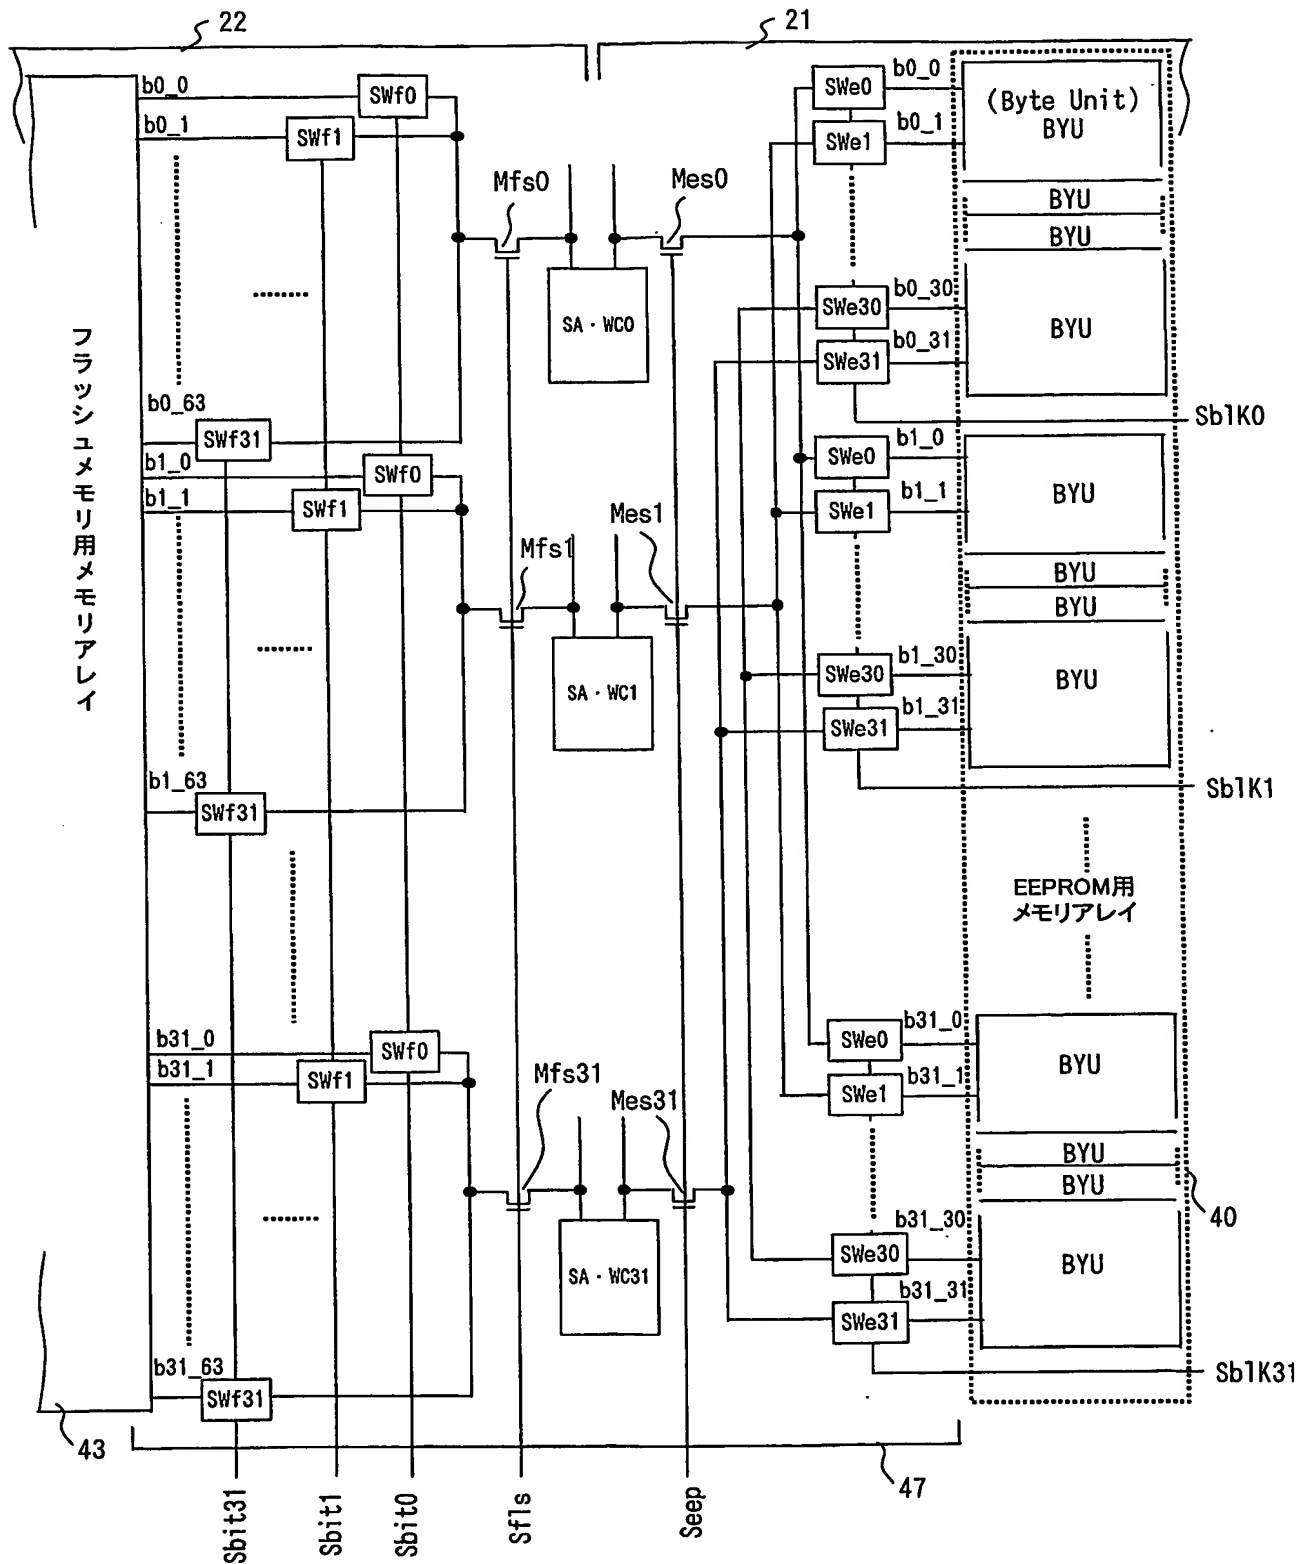 22
21
b0_0
SWf0
b0_1
SWf1
SWe0
b0_0
SWe1
b0_1
(Byte Unit)
BYU
Mfs0
Mes0
BYU
BYU
SA・WC0
SWe30
b0_30
SWe31
b0_31
BYU
フラッシュメモリ用メモリアレイ
b0_63
SWf31
SblK0
b1_0
SWf0
b1_1
SWf1
SWe0
b1_0
SWe1
b1_1
BYU
Mfs1
Mes1
BYU
BYU
SA・WC1
SWe30
b1_30
SWe31
b1_31
BYU
b1_63
SWf31
SblK1
EEPROM用
メモリアレイ
b31_0
SWf0
b31_1
SWf1
SWe0
b31_0
SWe1
b31_1
BYU
Mfs31
Mes31
BYU
BYU
40
SA・WC31
SWe30
b31_30
SWe31
b31_31
BYU
b31_63
SWf31
SblK31
43
47
Sbit31
Sbit1
Sbit0
Sfls
Seep